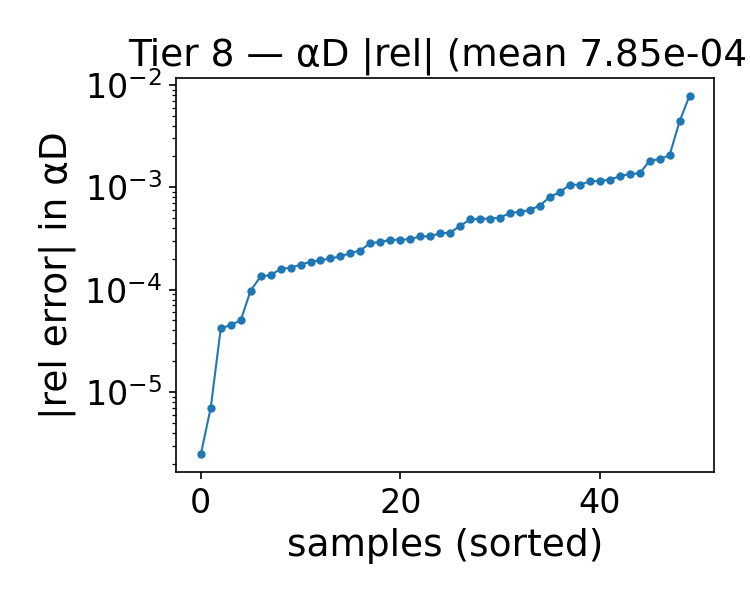 Tier 8 — αD |rel| (mean 7.85e-04
10⁻²
10⁻³
10⁻⁴
10⁻⁵
|rel error| in αD
0 20 40
samples (sorted)